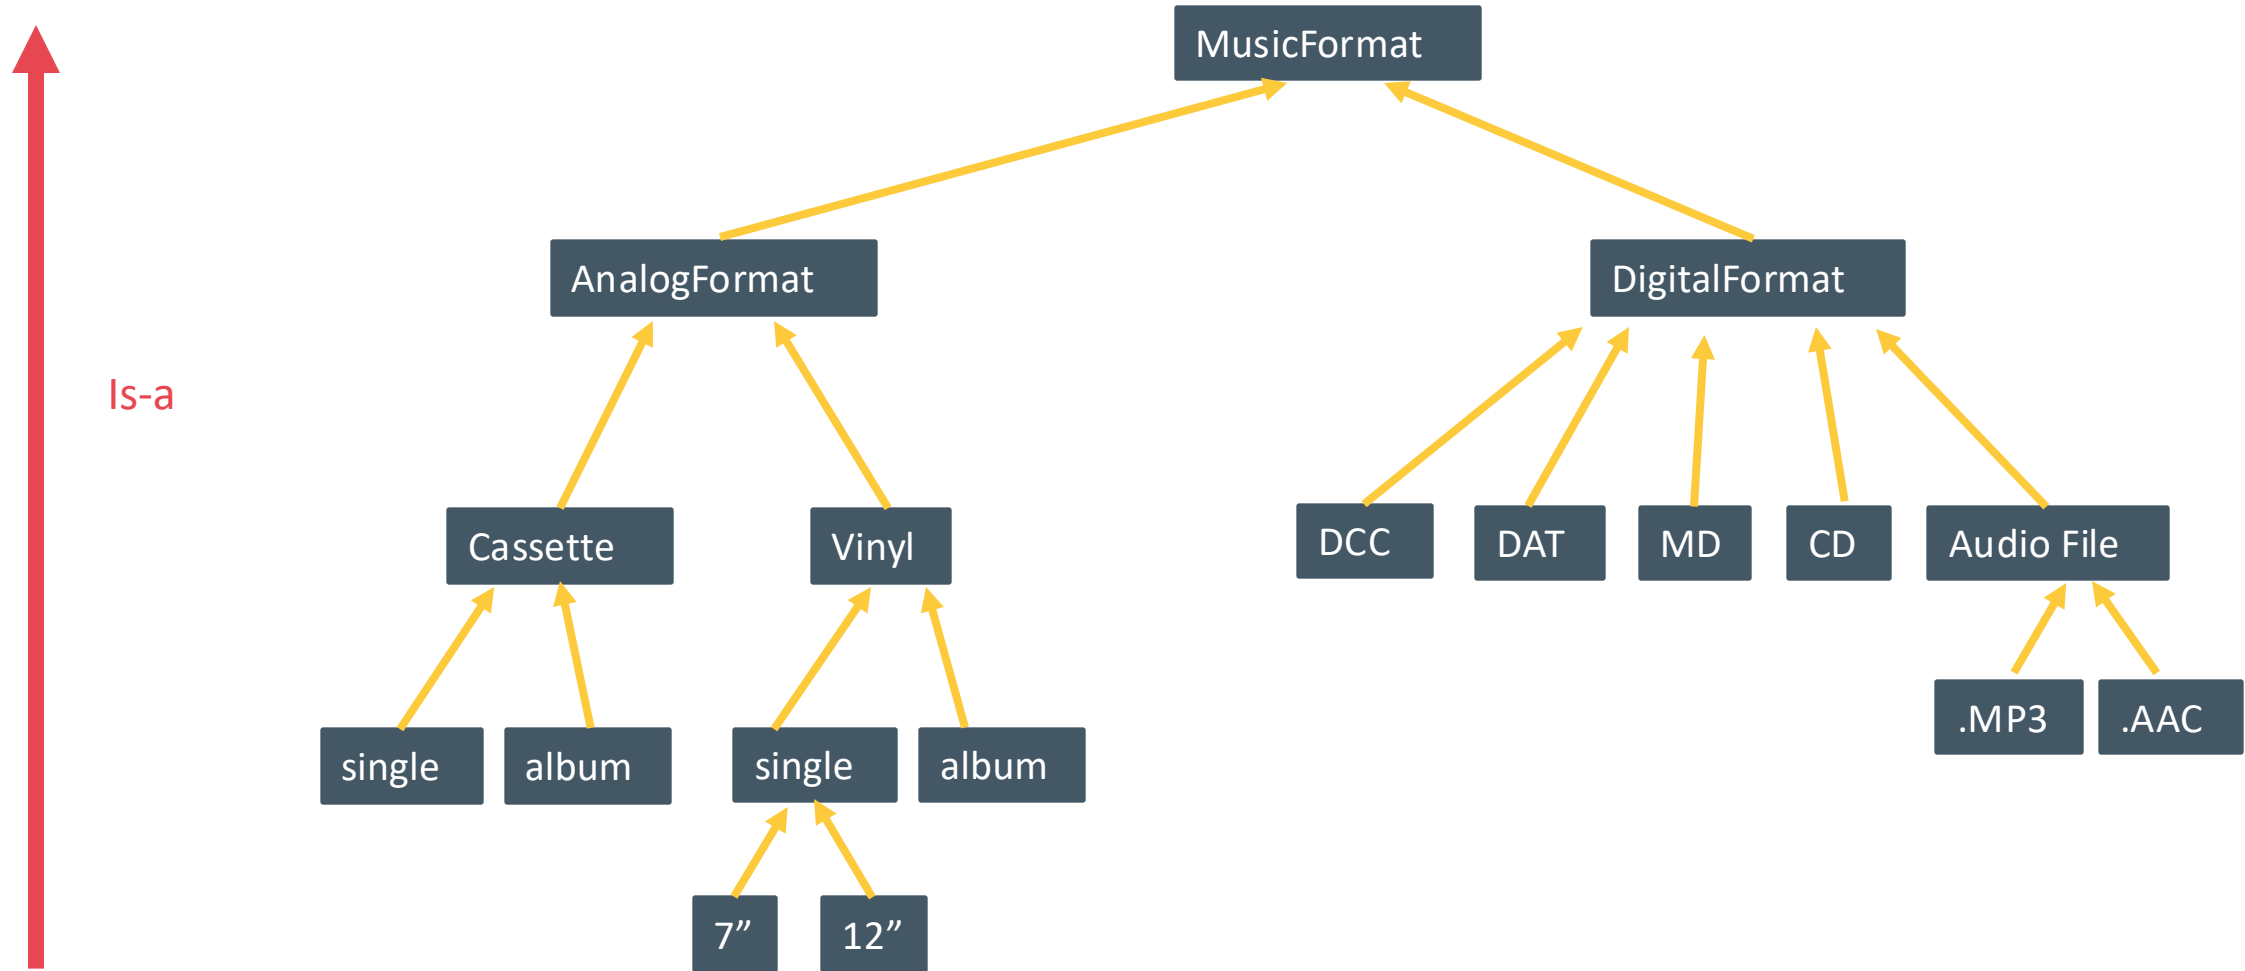 MusicFormat
AnalogFormat
DigitalFormat
Is-a
Cassette
Vinyl
DCC
DAT
MD
CD
Audio File
.MP3
.AAC
single
album
single
album
7”
12”